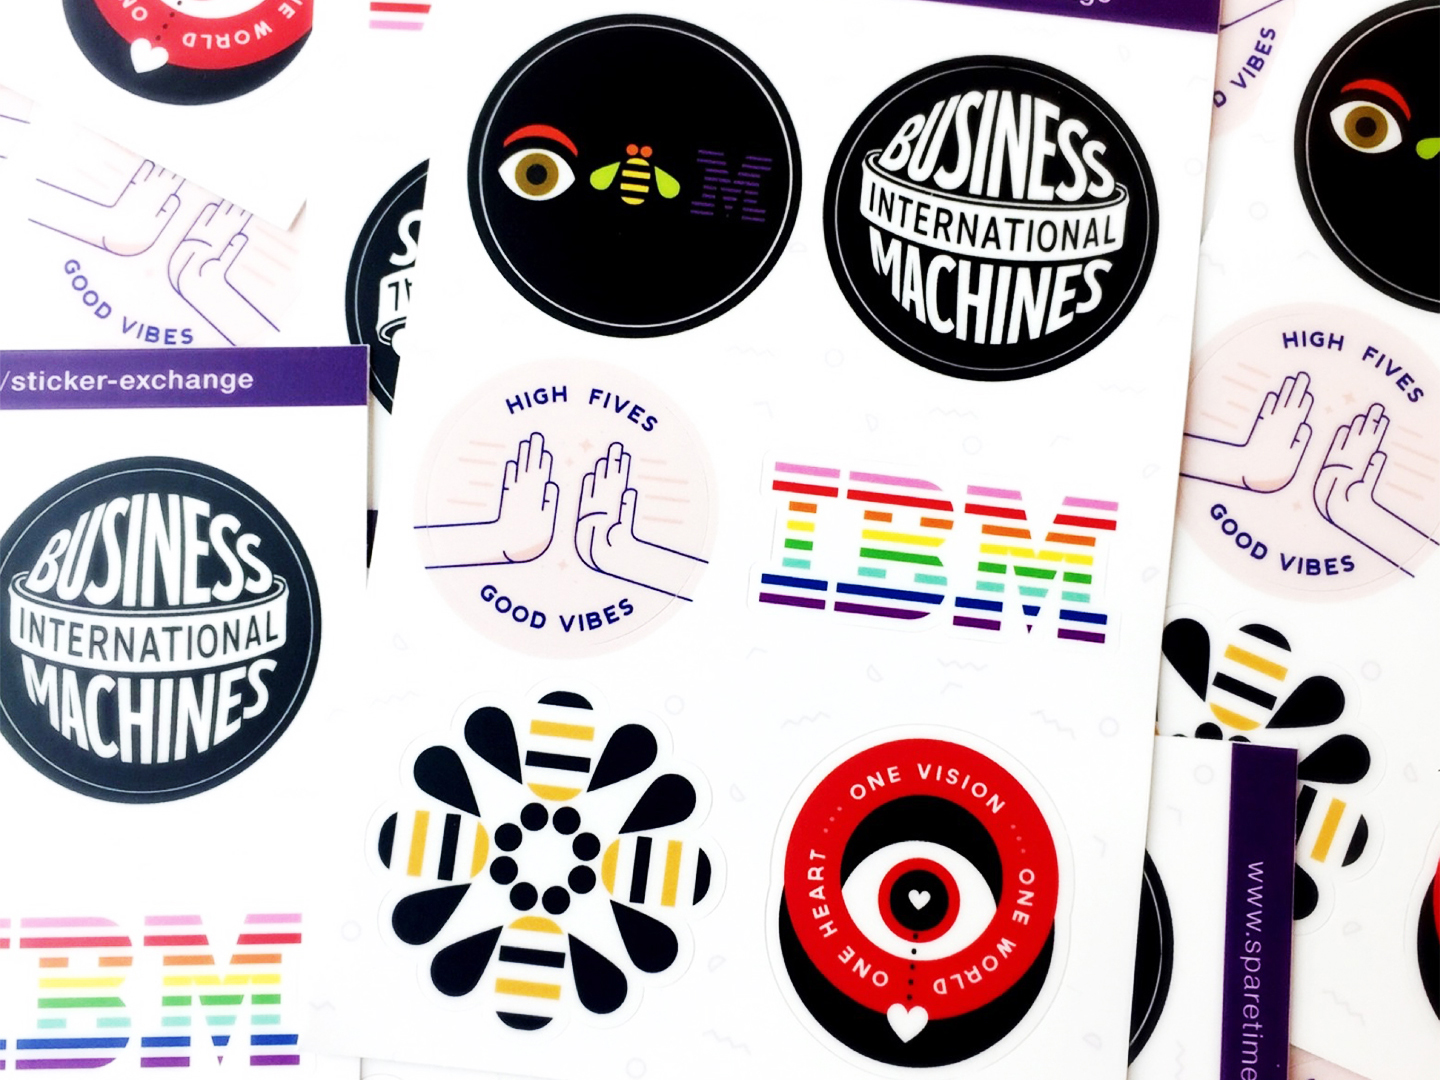 WORLD
GOOD VIBES
/sticker-exchange
BUSINESS
INTERNATIONAL
MACHINES
IBM
M
BUSINESS
INTERNATIONAL
MACHINES
HIGH FIVES
GOOD VIBES
IBM
ONE VISION
ONE WORLD
ONE HEART
VIBES
HIGH FIVES
GOOD VIBES
www.sparetime